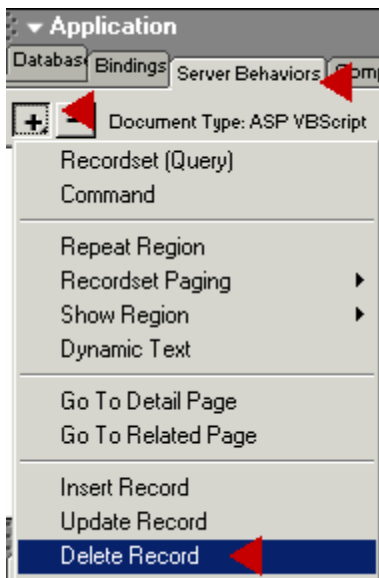 Application
Bindings Server Behaviors
+ - Document Type: ASP VBScript
Recordset (Query)
Command
Repeat Region
Recordset Paging
Show Region
Dynamic Text
Go To Detail Page
Go To Related Page
Insert Record
Update Record
Delete Record